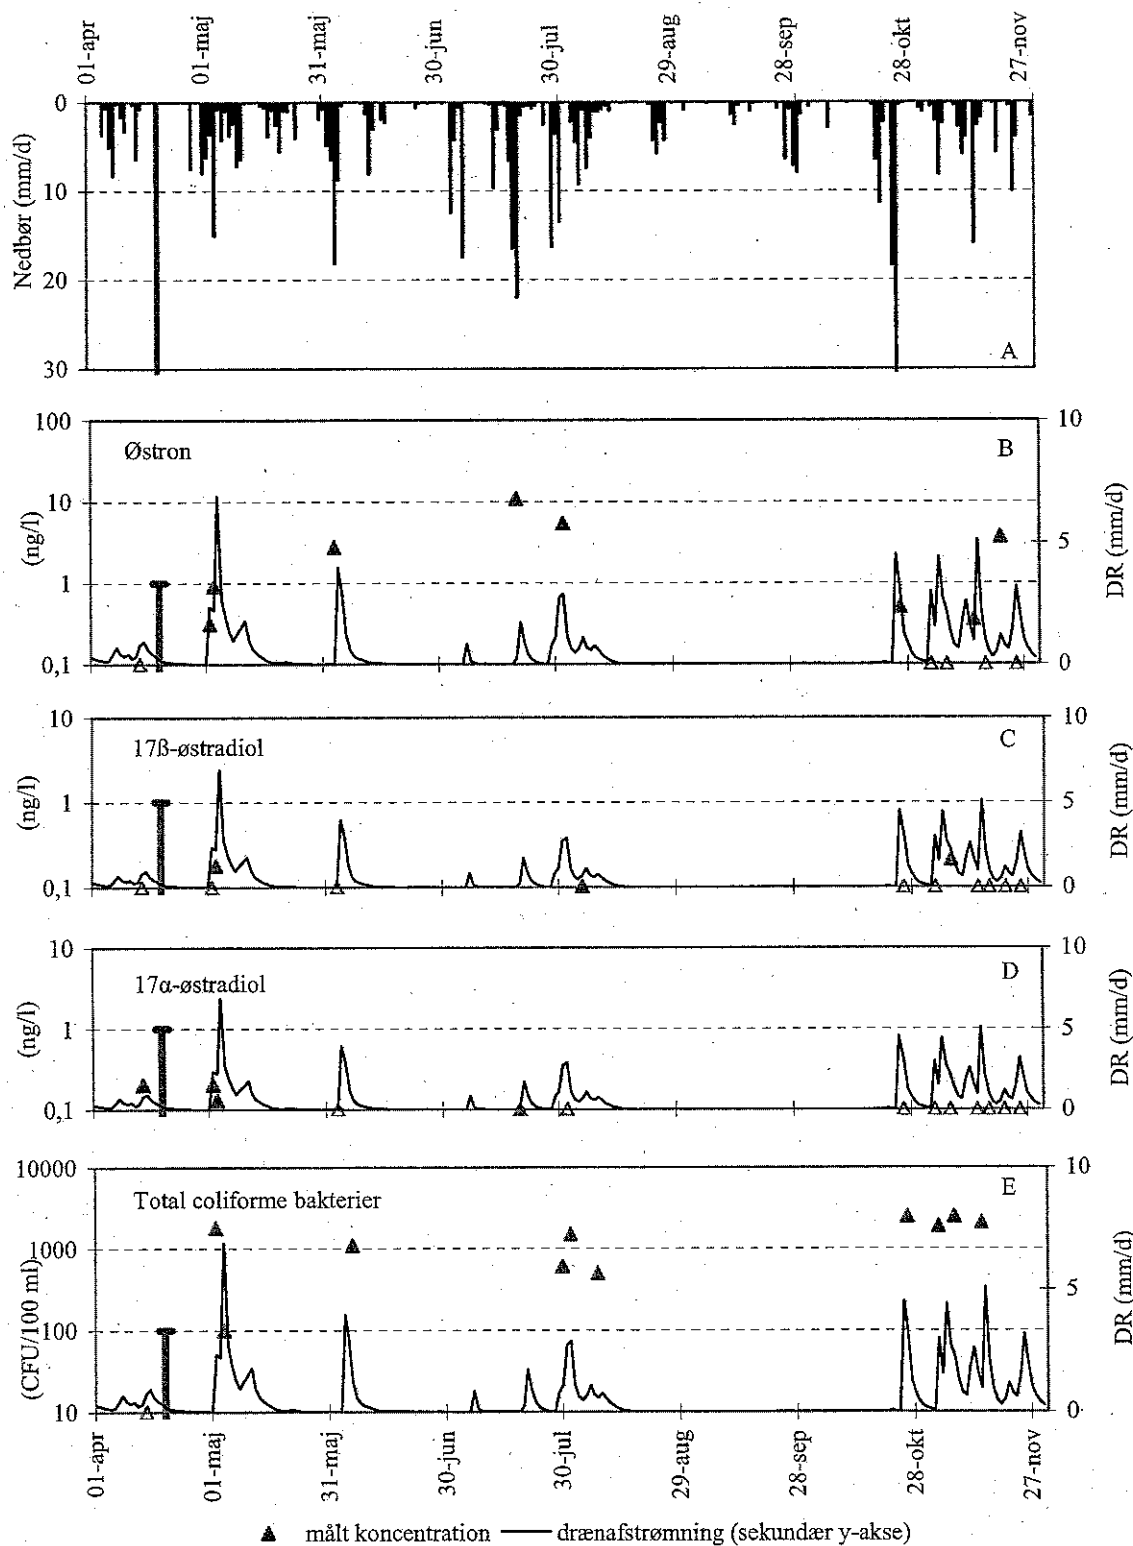 01-apr 01-maj 31-maj 30-jun 30-jul 29-aug 28-sep 28-okt 27-nov
Nedbør (mm/d)
0
10
20
30
A
100
10
1
0,1
(ng/l)
Østron
B
10
5
0
DR (mm/d)
10
1
0,1
(ng/l)
17ß-østradiol
C
10
5
0
DR (mm/d)
10
1
0,1
(ng/l)
17α-østradiol
D
10
5
0
DR (mm/d)
10000
1000
100
10
(CFU/100 ml)
Total coliforme bakterier
E
10
5
0
DR (mm/d)
01-apr 01-maj 31-maj 30-jun 30-jul 29-aug 28-sep 28-okt 27-nov
målt koncentration drænafstrømning (sekundær y-akse)